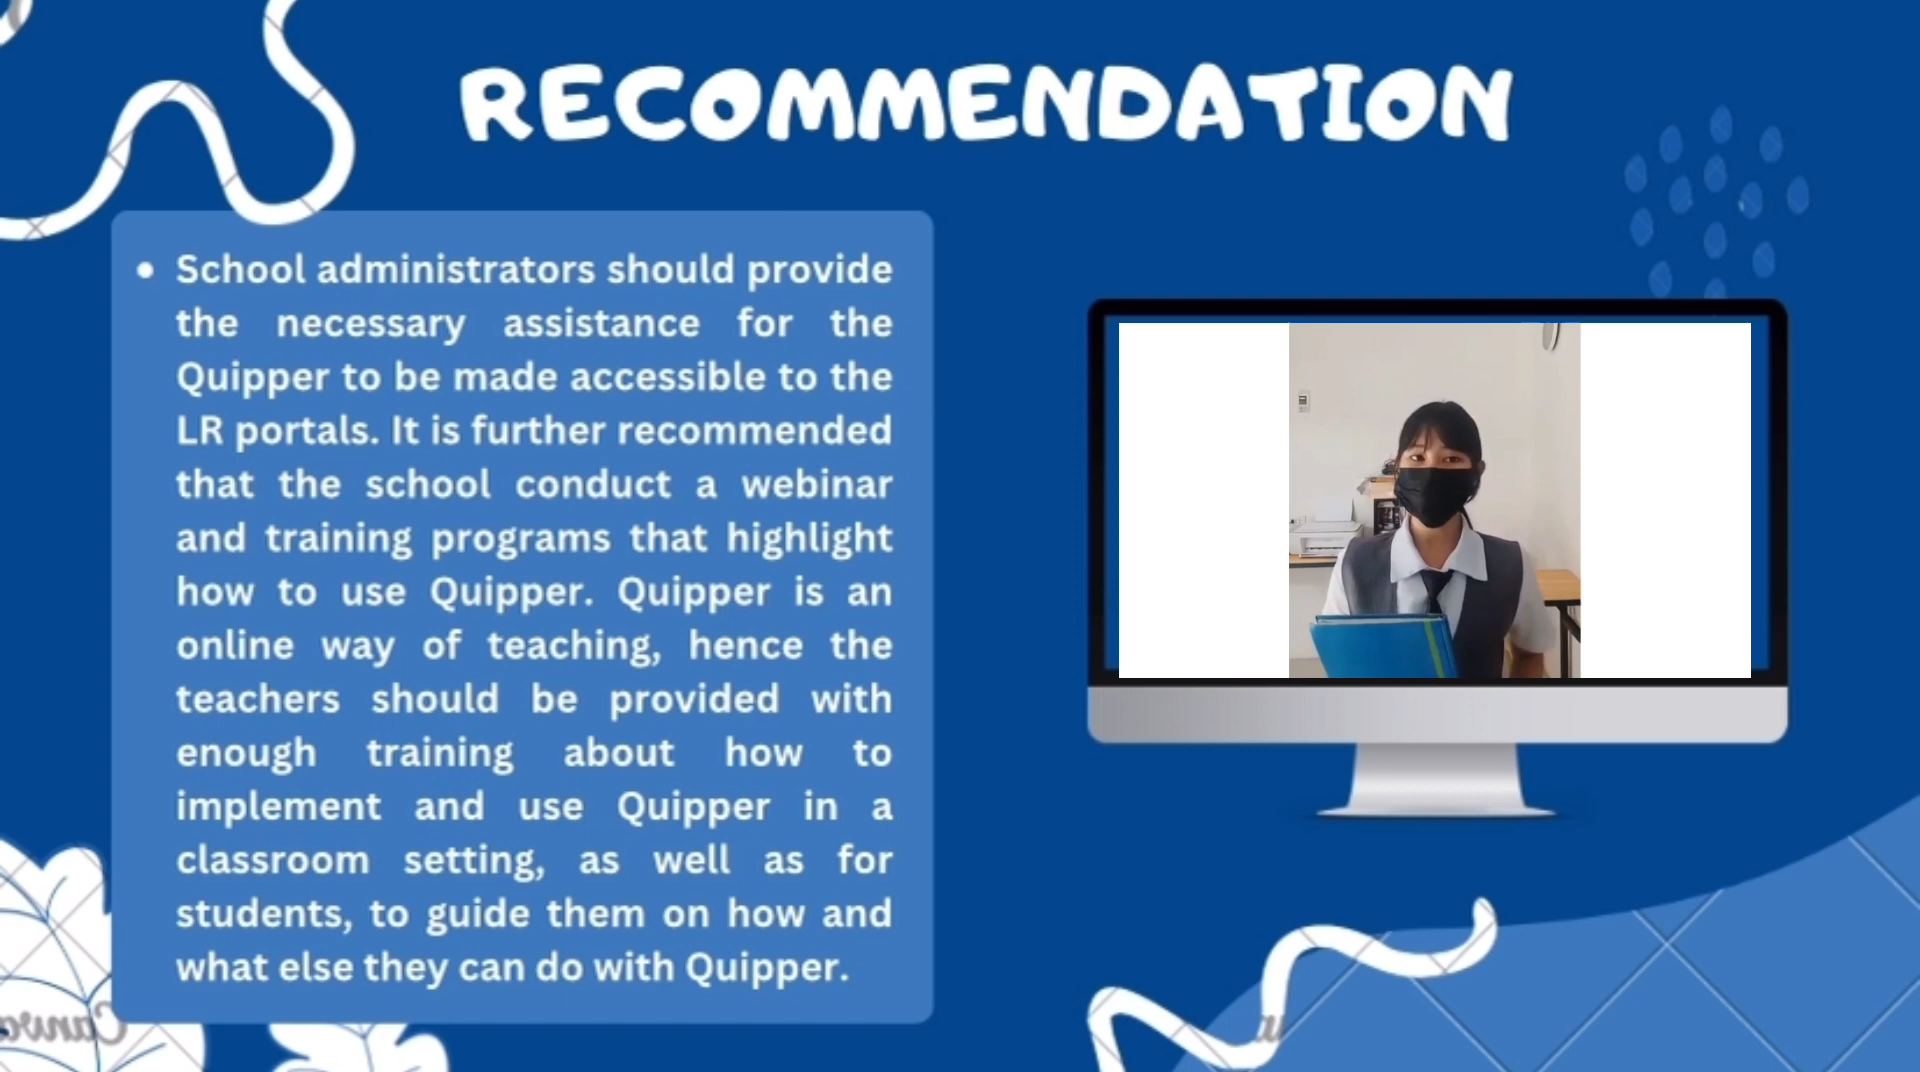 RECOMMENDATION
• School administrators should provide
the necessary assistance for the
Quipper to be made accessible to the
LR portals. It is further recommended
that the school conduct a webinar
and training programs that highlight
how to use Quipper. Quipper is an
online way of teaching, hence the
teachers should be provided with
enough training about how to
implement and use Quipper in a
classroom setting, as well as for
students, to guide them on how and
what else they can do with Quipper.
Canva